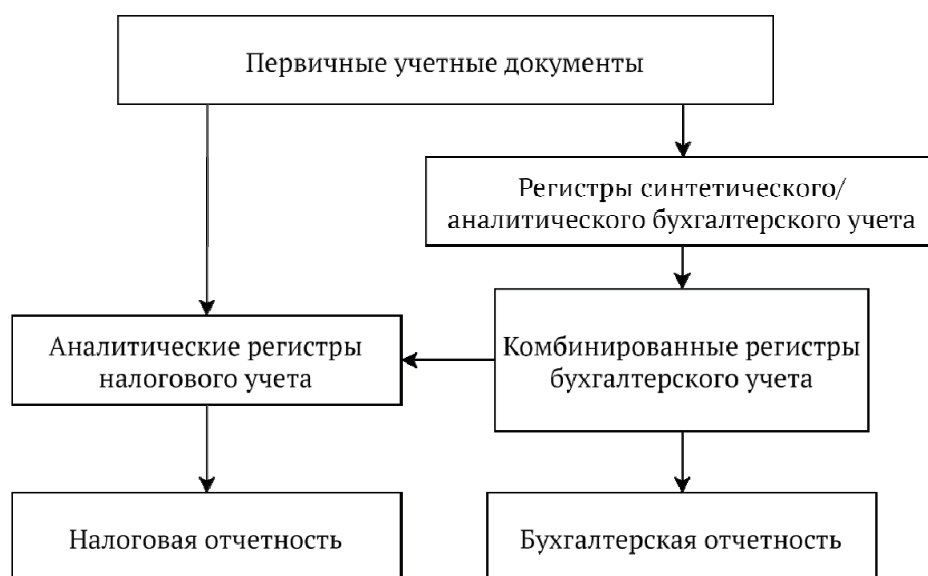 Первичные учетные документы
Регистры синтетического/
аналитического бухгалтерского учета
Аналитические регистры
налогового учета
Комбинированные регистры
бухгалтерского учета
Налоговая отчетность
Бухгалтерская отчетность